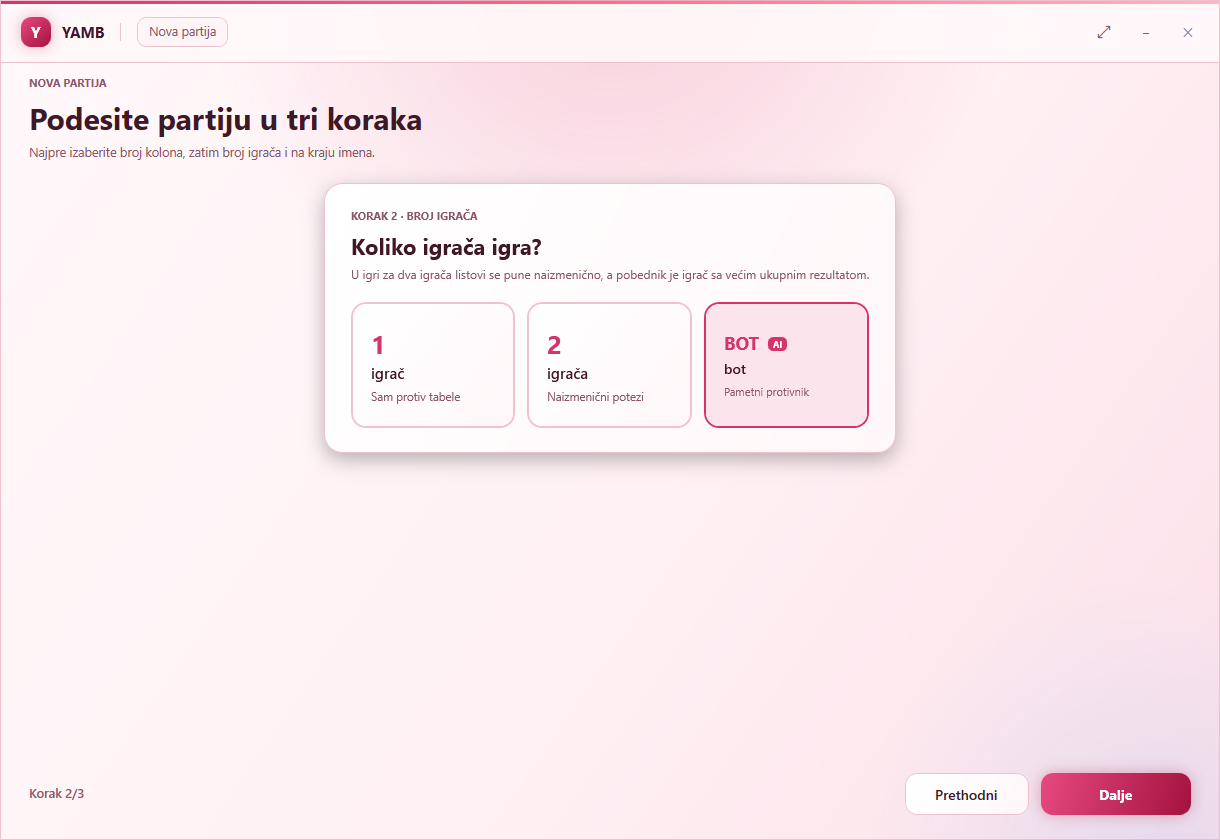 Y YAMB Nova partija
NOVA PARTIJA
Podesite partiju u tri koraka
Najpre izaberite broj kolona, zatim broj igrača i na kraju imena.
KORAK 2 · BROJ IGRAČA
Koliko igrača igra?
U igri za dva igrača listovi se pune naizmenično, a pobednik je igrač sa većim ukupnim rezultatom.
1
igrač
Sam protiv tabele
2
igrača
Naizmenični potezi
BOT AI
bot
Pametni protivnik
Korak 2/3
Prethodni
Dalje